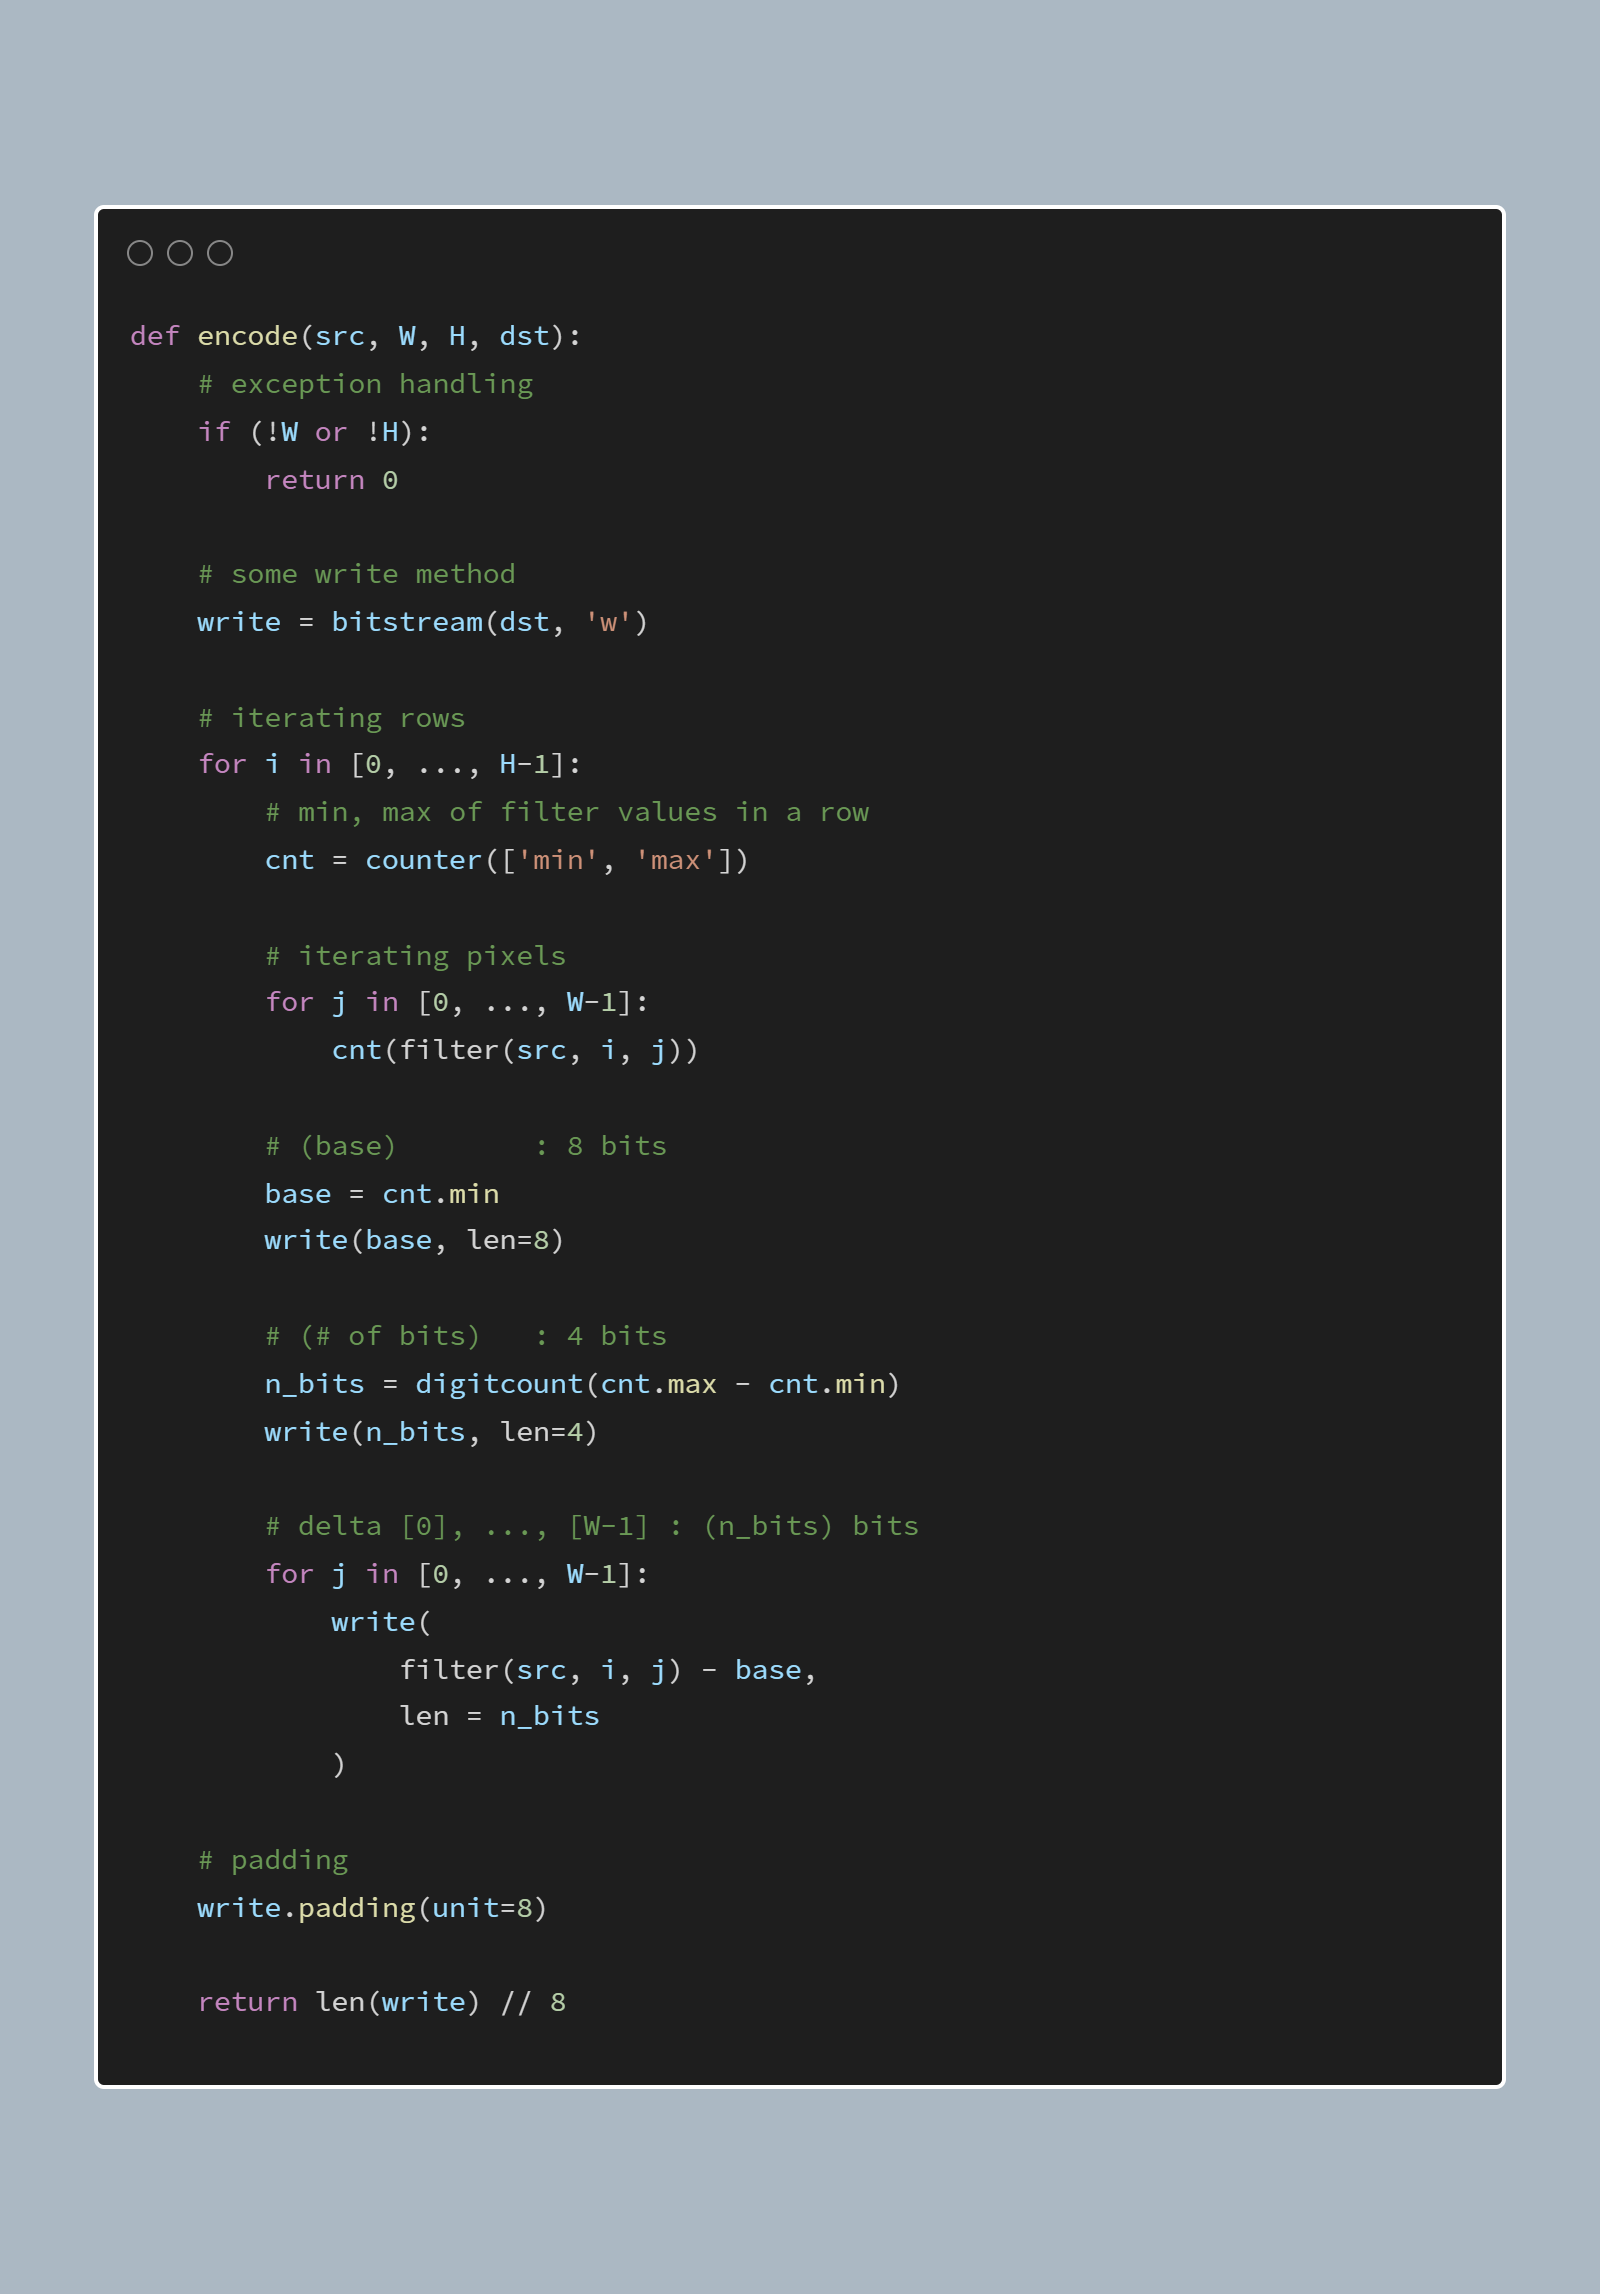 def encode(src, W, H, dst):
    # exception handling
    if (!W or !H):
        return 0

    # some write method
    write = bitstream(dst, 'w')

    # iterating rows
    for i in [0, ..., H-1]:
        # min, max of filter values in a row
        cnt = counter(['min', 'max'])

        # iterating pixels
        for j in [0, ..., W-1]:
            cnt(filter(src, i, j))

        # (base)        : 8 bits
        base = cnt.min
        write(base, len=8)

        # (# of bits)   : 4 bits
        n_bits = digitcount(cnt.max - cnt.min)
        write(n_bits, len=4)

        # delta [0], ..., [W-1] : (n_bits) bits
        for j in [0, ..., W-1]:
            write(
                filter(src, i, j) - base,
                len = n_bits
            )

    # padding
    write.padding(unit=8)

    return len(write) // 8